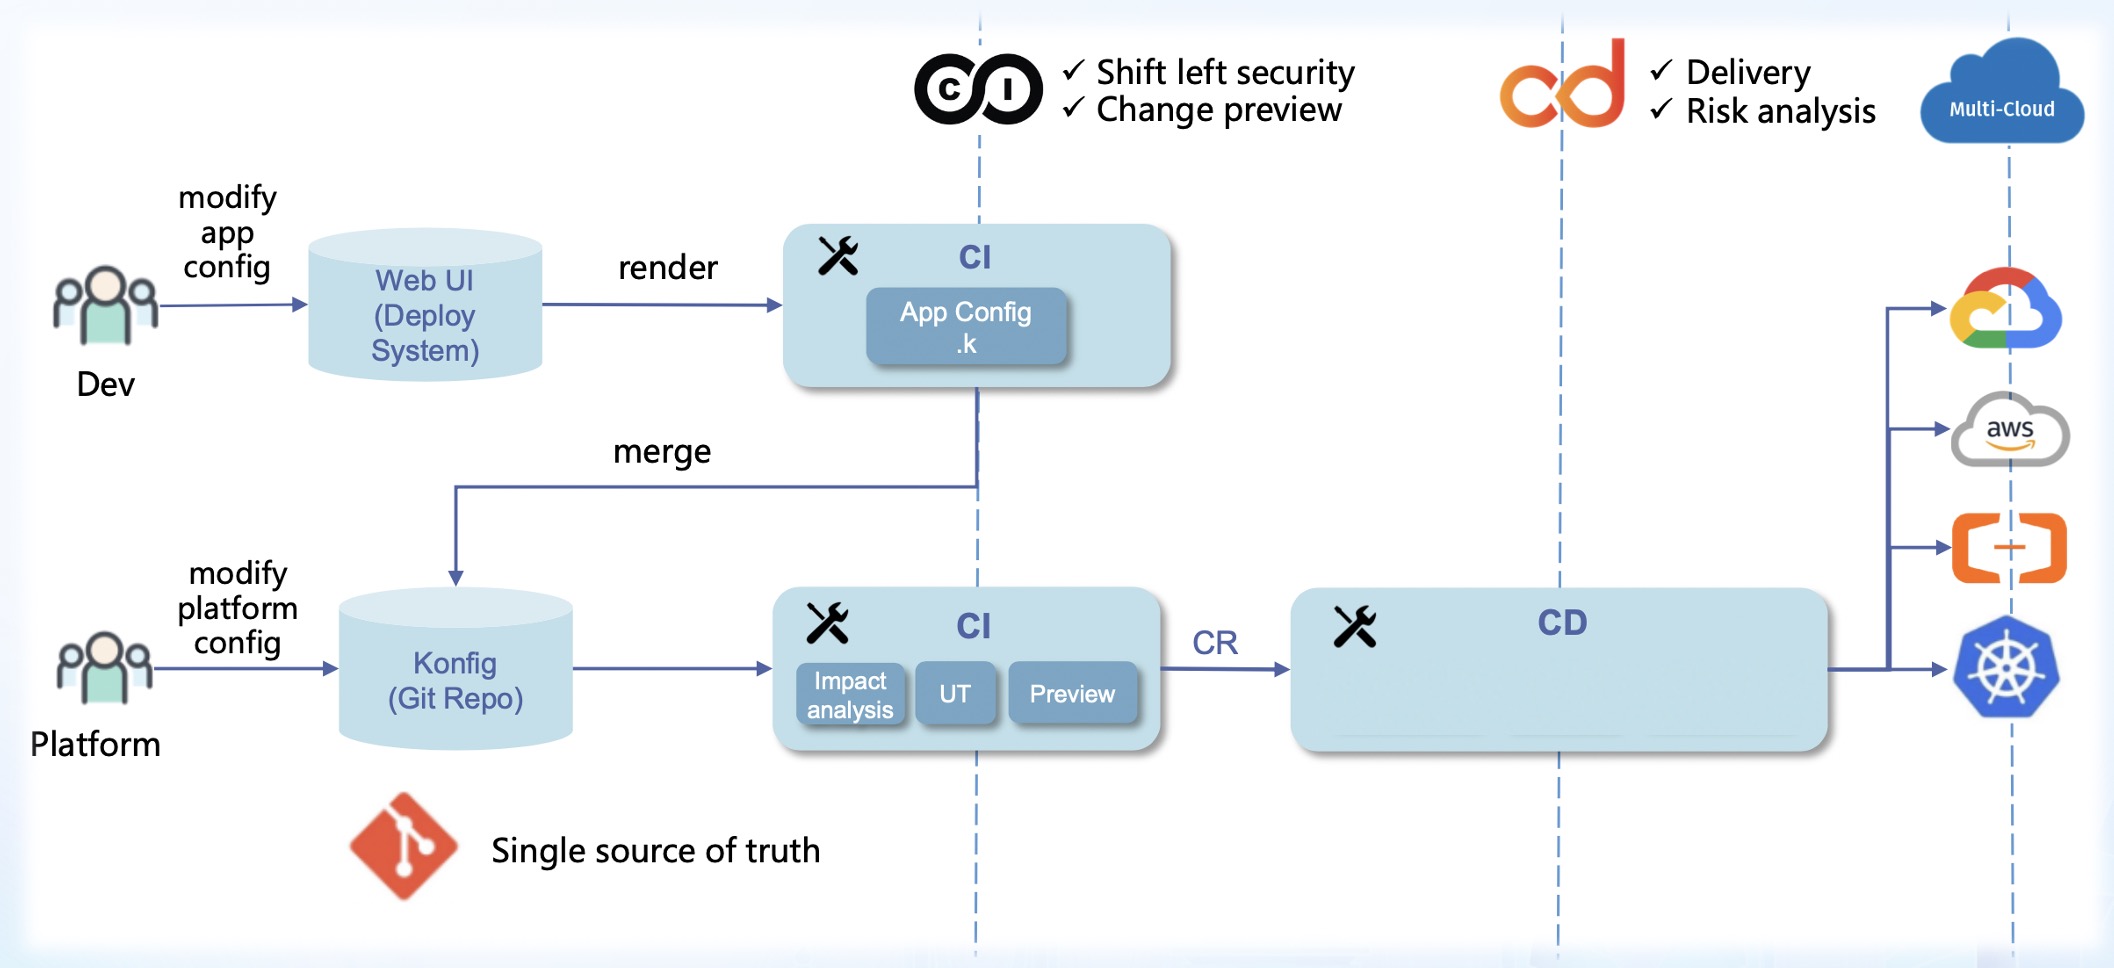 C I
✓ Shift left security
✓ Change preview
cd
✓ Delivery
✓ Risk analysis
Multi-Cloud
modify
app
config
Dev
Web UI
(Deploy
System)
render
CI
App Config
.k
aws
merge
modify
platform
config
Platform
Konfig
(Git Repo)
CI
Impact
analysis
UT
Preview
CR
CD
Single source of truth